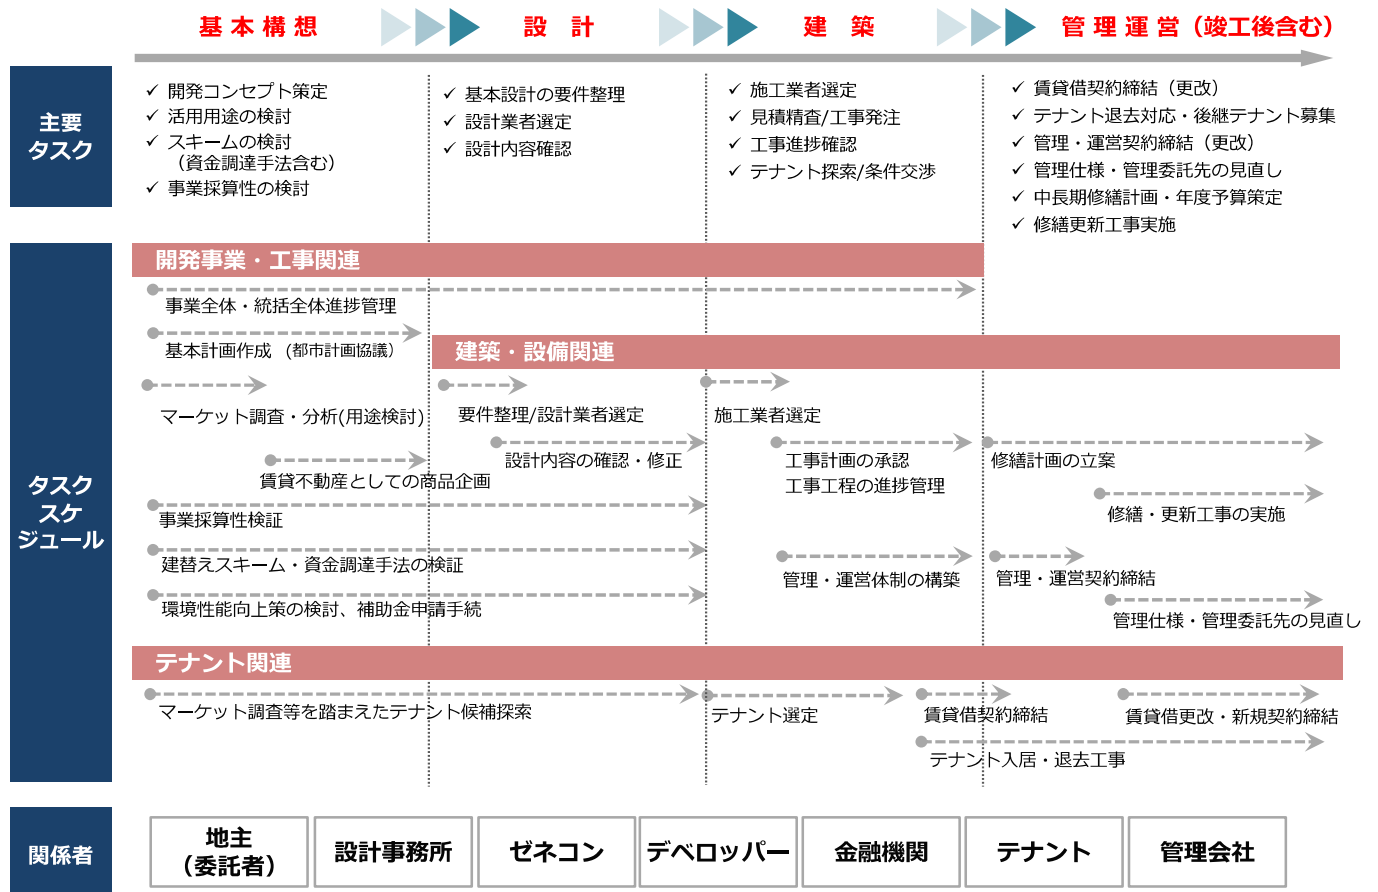 基本構想
設 計
建 築
管理運営（竣工後含む）
主要
タスク
✓ 開発コンセプト策定
✓ 活用用途の検討
✓ スキームの検討
（資金調達手法含む）
✓ 事業採算性の検討
✓ 基本設計の要件整理
✓ 設計業者選定
✓ 設計内容確認
✓ 施工業者選定
✓ 見積精査/工事発注
✓ 工事進捗確認
✓ テナント探索/条件交渉
✓ 賃貸借契約締結（更改）
✓ テナント退去対応・後継テナント募集
✓ 管理・運営契約締結（更改）
✓ 管理仕様・管理委託先の見直し
✓ 中長期修繕計画・年度予算策定
✓ 修繕更新工事実施
タスク
スケ
ジュール
開発事業・工事関連
事業全体・統括全体進捗管理
基本計画作成 （都市計画協議）
建築・設備関連
マーケット調査・分析(用途検討)
要件整理/設計業者選定
施工業者選定
設計内容の確認・修正
工事計画の承認
工事工程の進捗管理
修繕計画の立案
賃貸不動産としての商品企画
修繕・更新工事の実施
事業採算性検証
建替えスキーム・資金調達手法の検証
管理・運営体制の構築
管理・運営契約締結
環境性能向上策の検討、補助金申請手続
管理仕様・管理委託先の見直し
テナント関連
マーケット調査等を踏まえたテナント候補探索
テナント選定
賃貸借契約締結
賃貸借更改・新規契約締結
テナント入居・退去工事
関係者
地主
（委託者）
設計事務所
ゼネコン
デベロッパー
金融機関
テナント
管理会社